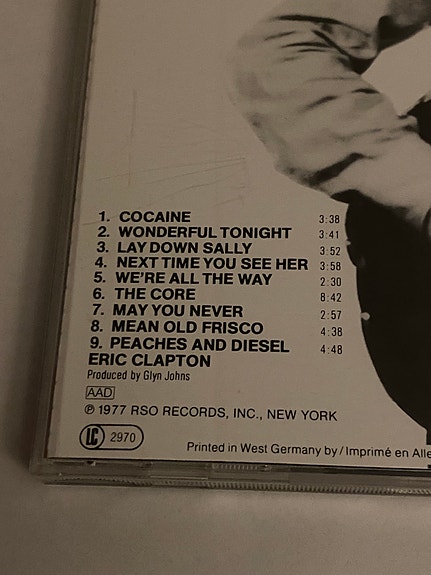 1. COCAINE 3:38
2. WONDERFUL TONIGHT 3:41
3. LAY DOWN SALLY 3:52
4. NEXT TIME YOU SEE HER 3:58
5. WE'RE ALL THE WAY 2:30
6. THE CORE 8:42
7. MAY YOU NEVER 2:57
8. MEAN OLD FRISCO 4:38
9. PEACHES AND DIESEL 4:48
ERIC CLAPTON
Produced by Glyn Johns
AAD
℗ 1977 RSO RECORDS, INC., NEW YORK
LC 2970
Printed in West Germany by / Imprimé en Alle